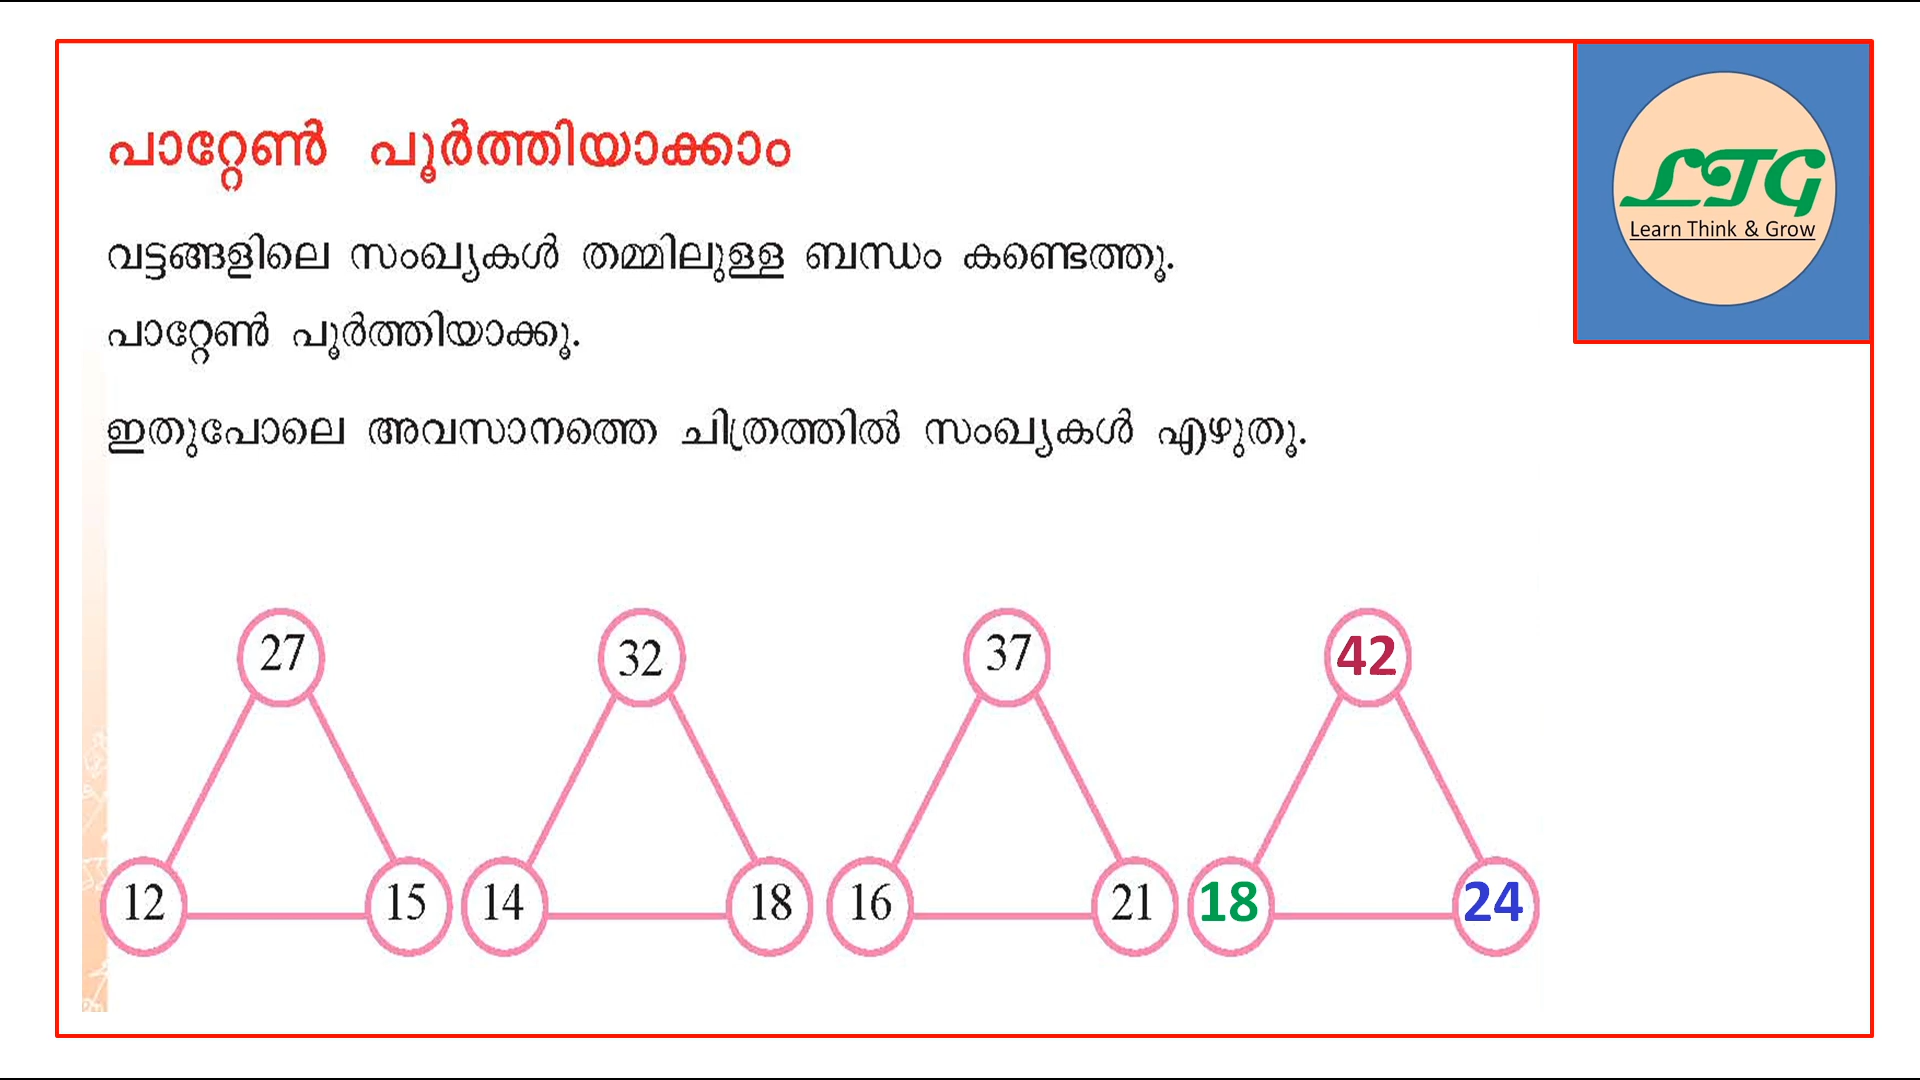 പാറ്റേൺ പൂർത്തിയാക്കാം
LTG
Learn Think & Grow
വട്ടങ്ങളിലെ സംഖ്യകൾ തമ്മിലുള്ള ബന്ധം കണ്ടെത്തൂ.
പാറ്റേൺ പൂർത്തിയാക്കൂ.
ഇതുപോലെ അവസാനത്തെ ചിത്രത്തിൽ സംഖ്യകൾ എഴുതൂ.
27 32 37 42
12 15 14 18 16 21 18 24